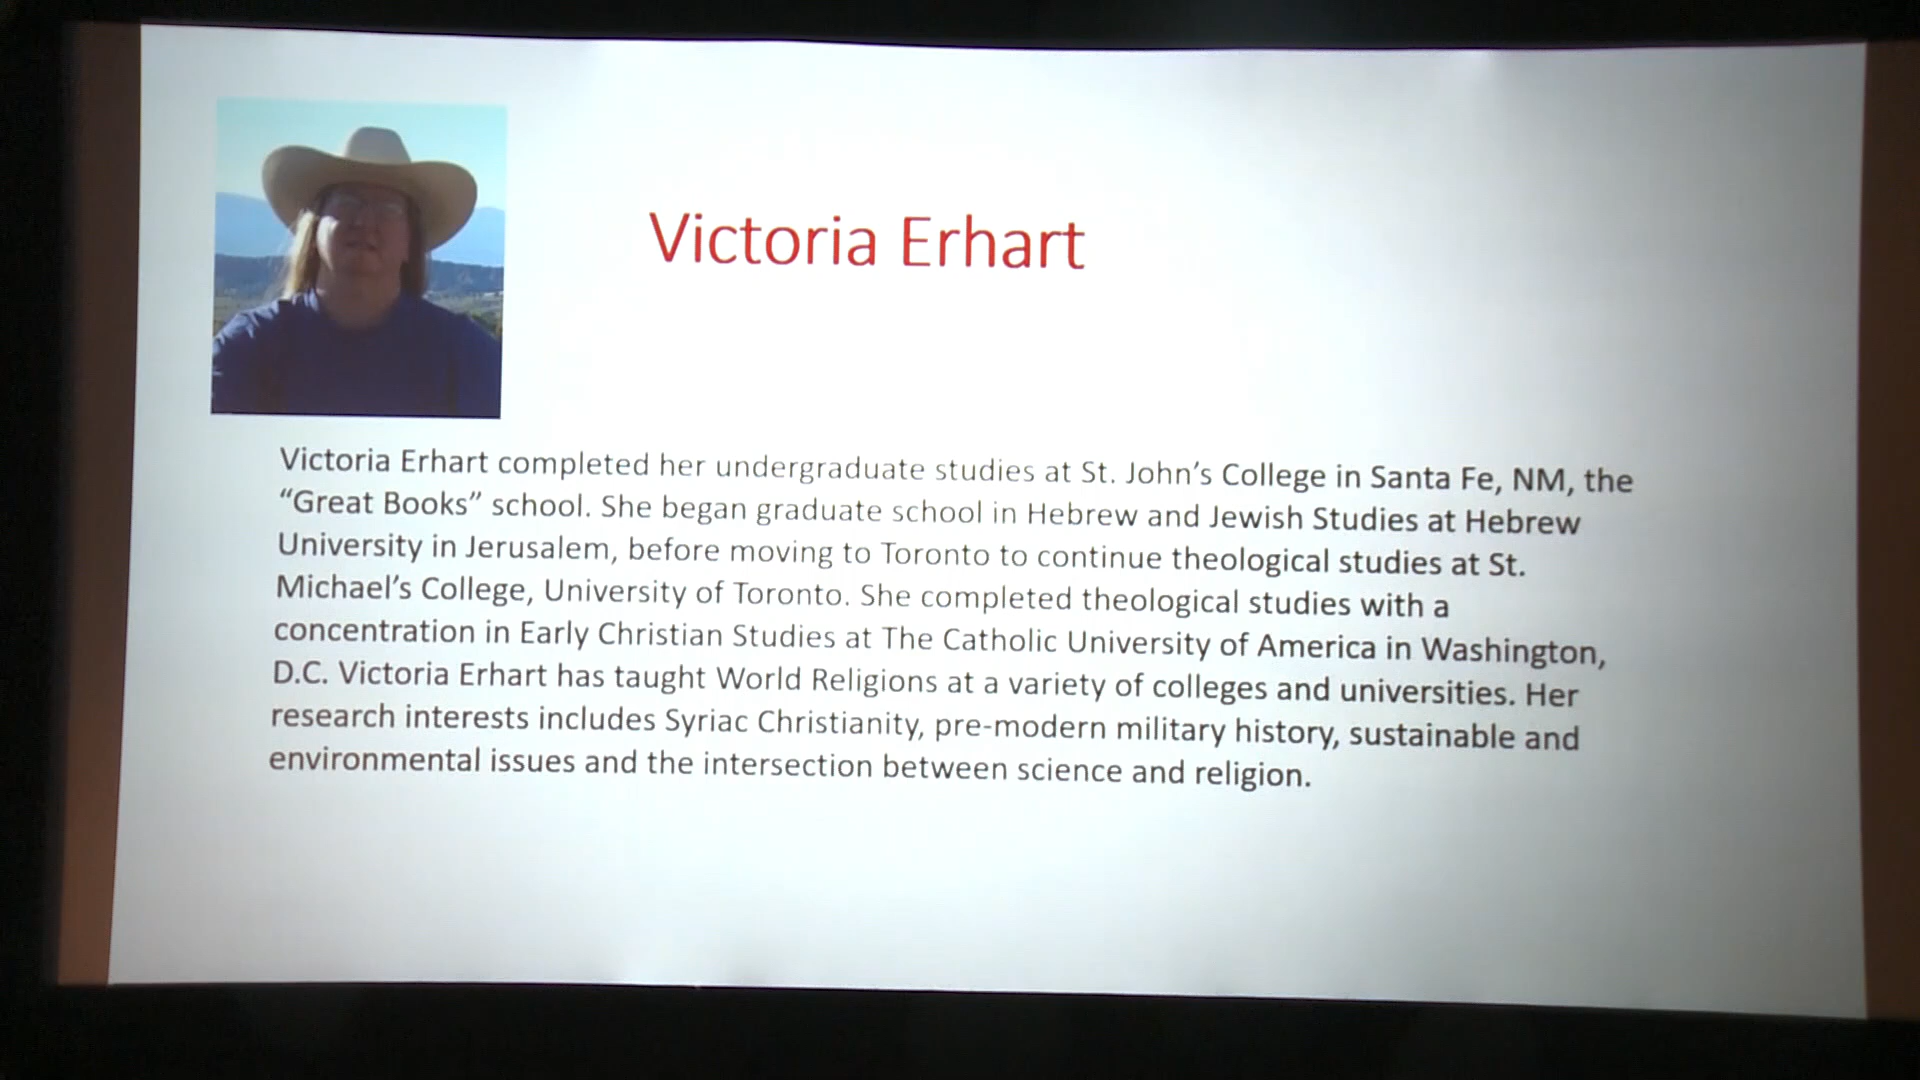 Victoria Erhart
Victoria Erhart completed her undergraduate studies at St. John’s College in Santa Fe, NM, the
“Great Books” school. She began graduate school in Hebrew and Jewish Studies at Hebrew
University in Jerusalem, before moving to Toronto to continue theological studies at St.
Michael’s College, University of Toronto. She completed theological studies with a
concentration in Early Christian Studies at The Catholic University of America in Washington,
D.C. Victoria Erhart has taught World Religions at a variety of colleges and universities. Her
research interests includes Syriac Christianity, pre-modern military history, sustainable and
environmental issues and the intersection between science and religion.